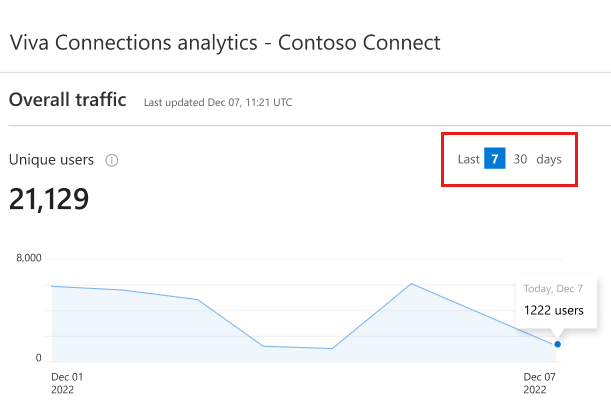 Viva Connections analytics - Contoso Connect
Overall traffic Last updated Dec 07, 11:21 UTC
Unique users
Last 7 30 days
21,129
8,000
Today, Dec 7
1222 users
0
Dec 01
2022
Dec 07
2022